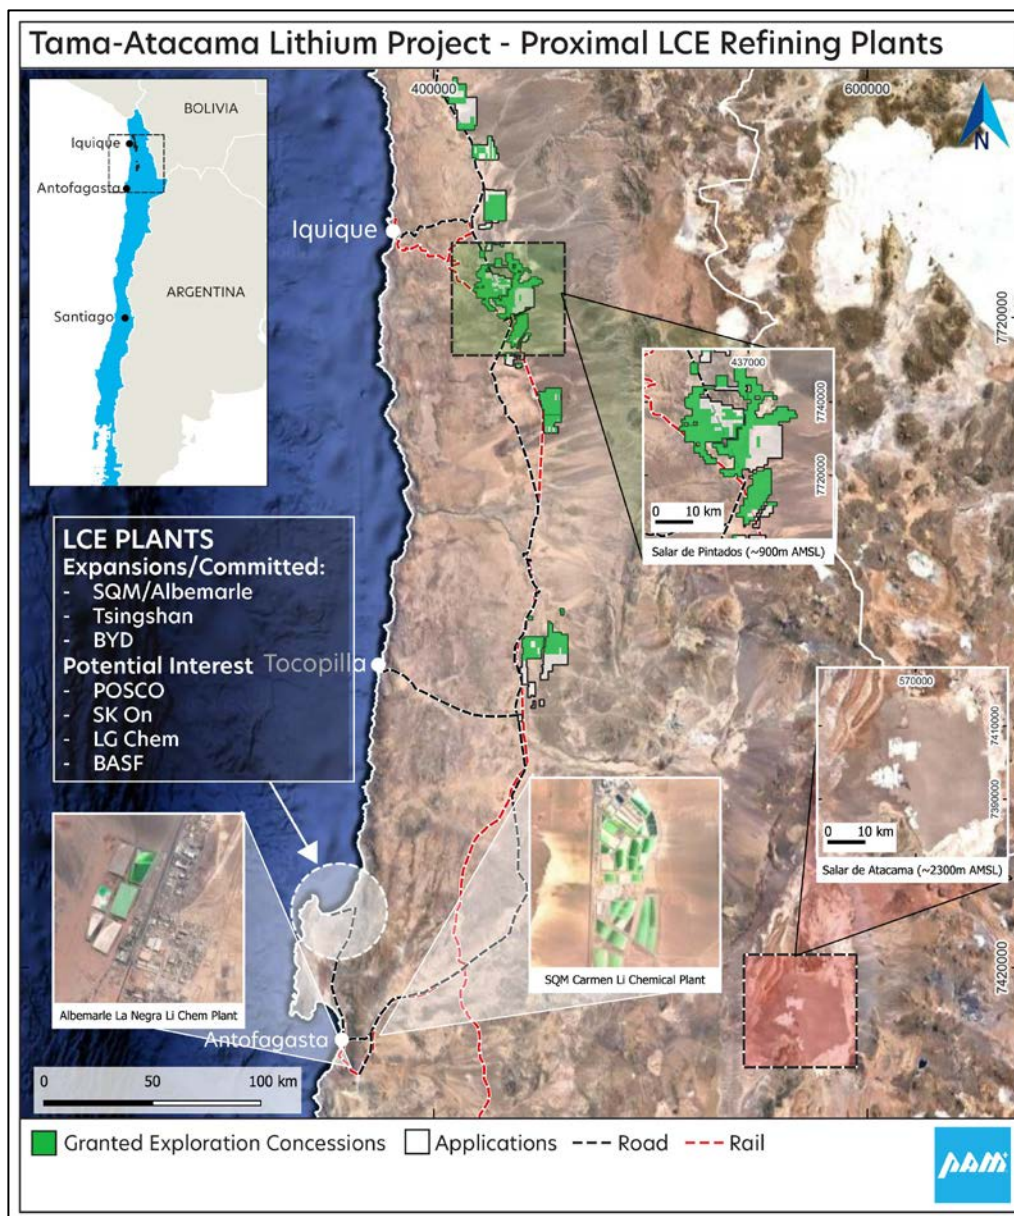 Tama-Atacama Lithium Project - Proximal LCE Refining Plants
400000
600000
N
BOLIVIA
Iquique
Antofagasta
ARGENTINA
Santiago
Iquique
7720000
437000
7740000
7720000
0 10 km
Salar de Pintados (~900m AMSL)
LCE PLANTS
Expansions/Committed:
- SQM/Albemarle
- Tsingshan
- BYD
Potential Interest
- POSCO
- SK On
- LG Chem
- BASF
Tocopilla
570000
7410000
7390000
0 10 km
Salar de Atacama (~2300m AMSL)
Albemarle La Negra Li Chem Plant
SQM Carmen Li Chemical Plant
7420000
Antofagasta
0 50 100 km
Granted Exploration Concessions Applications Road Rail
PAM